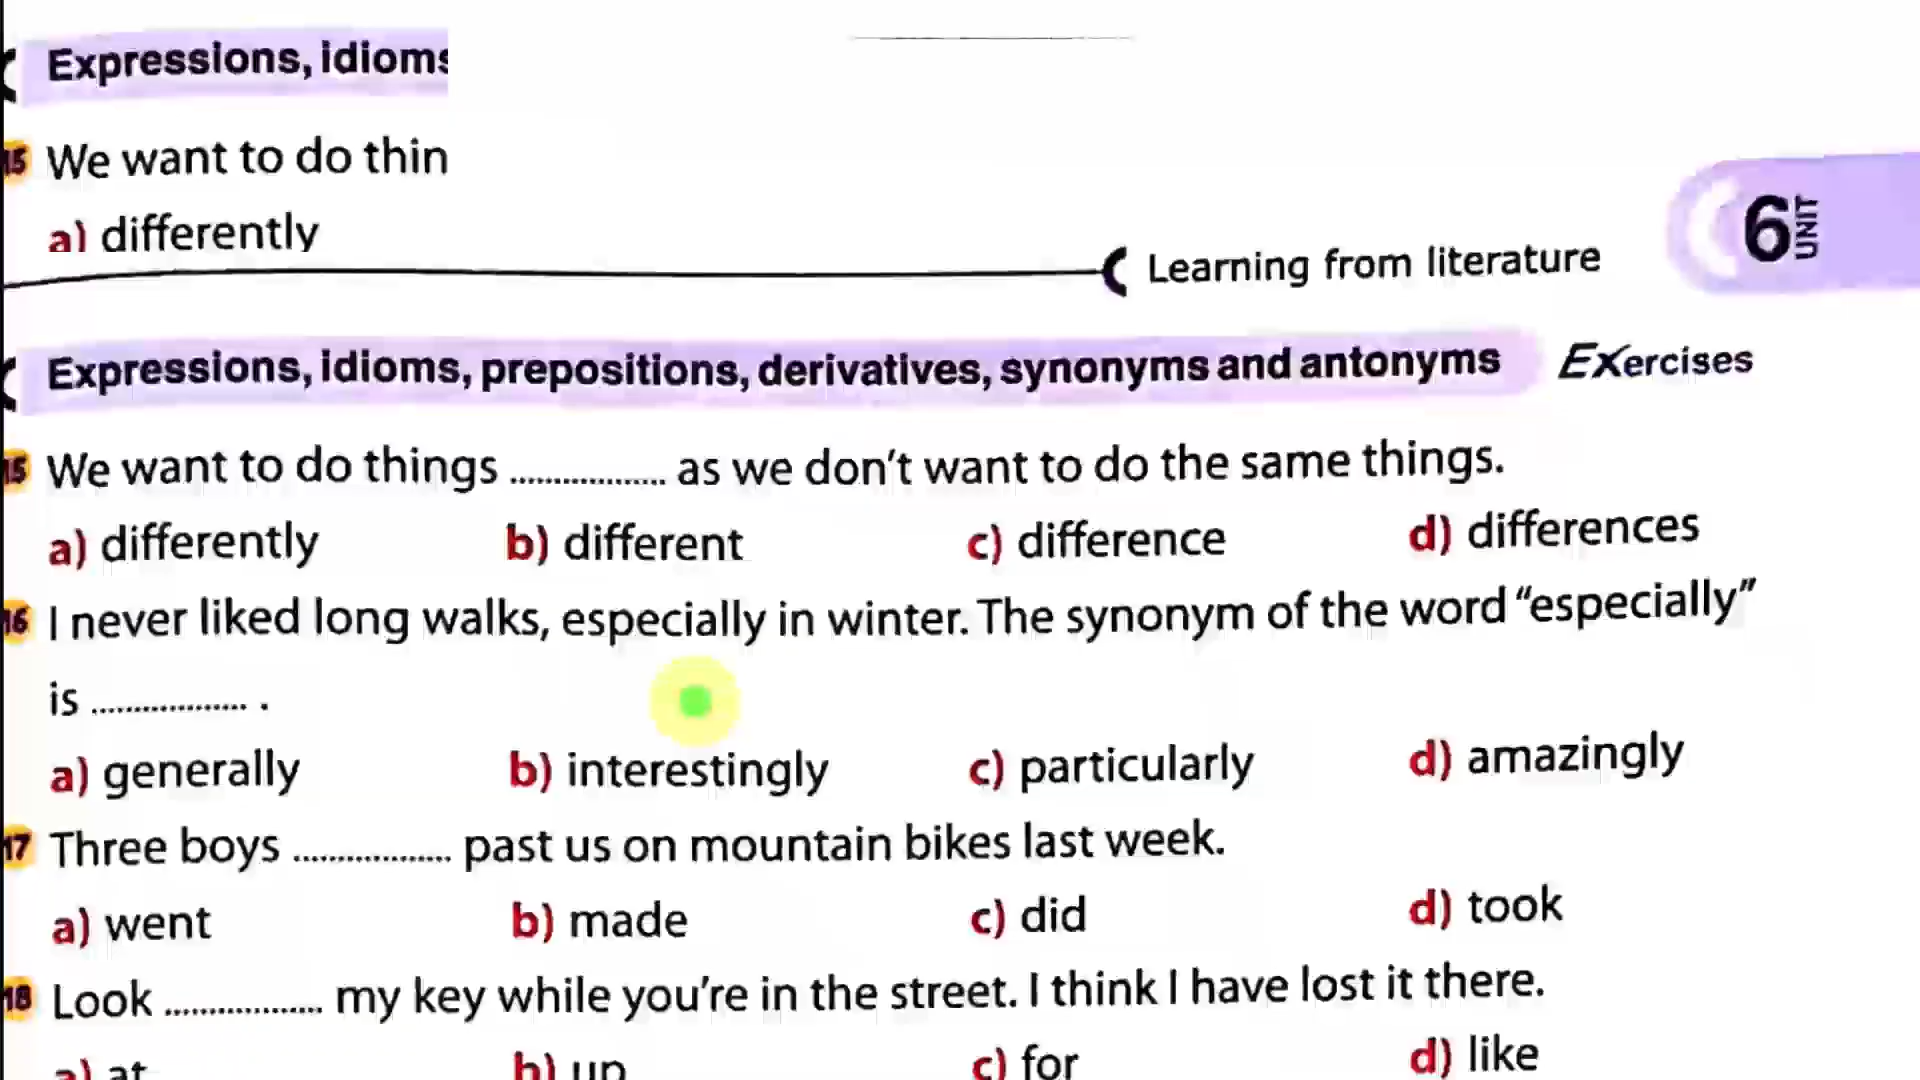 Expressions, idioms
15 We want to do thin
a) differently
Learning from literature
6 UNIT
Expressions, idioms, prepositions, derivatives, synonyms and antonyms Exercises
15 We want to do things .................. as we don't want to do the same things.
a) differently b) different c) difference d) differences
16 I never liked long walks, especially in winter. The synonym of the word “especially”
is .................. .
a) generally b) interestingly c) particularly d) amazingly
17 Three boys .................. past us on mountain bikes last week.
a) went b) made c) did d) took
18 Look .................. my key while you're in the street. I think I have lost it there.
a) at b) up c) for d) like